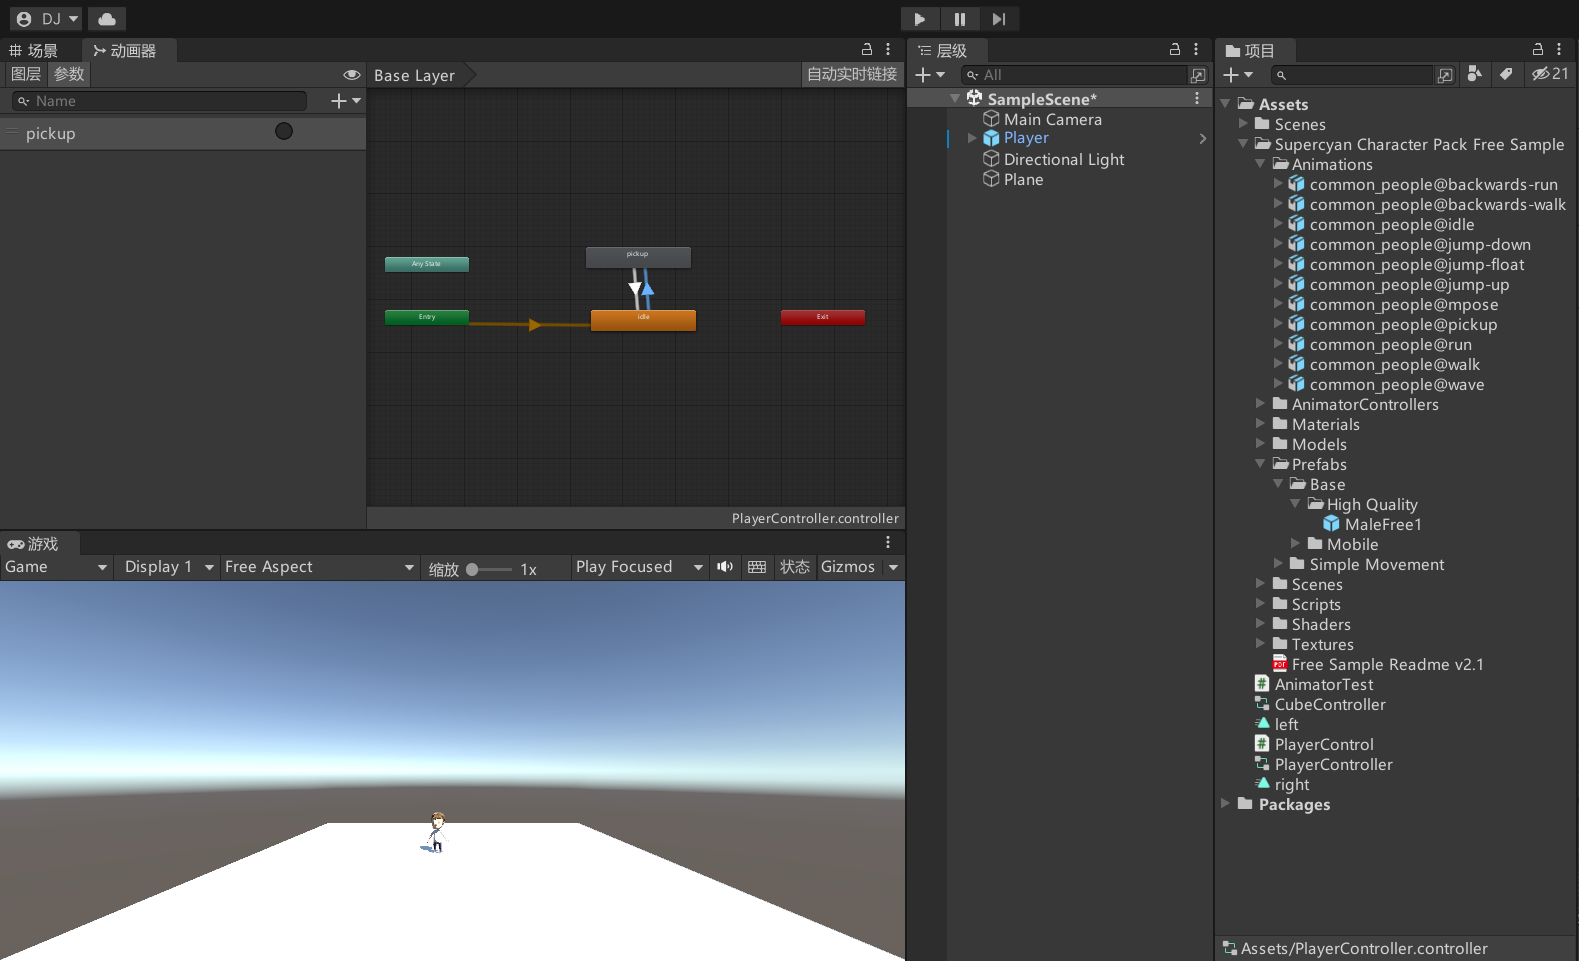 DJ
场景
动画器
图层
参数
Base Layer
自动实时链接
Name
pickup
Any State
pickup
Entry
idle
Exit
PlayerController.controller
游戏
Game
Display 1
Free Aspect
缩放
1x
Play Focused
状态
Gizmos
层级
All
SampleScene*
Main Camera
Player
Directional Light
Plane
项目
21
Assets
Scenes
Supercyan Character Pack Free Sample
Animations
common_people@backwards-run
common_people@backwards-walk
common_people@idle
common_people@jump-down
common_people@jump-float
common_people@jump-up
common_people@mpose
common_people@pickup
common_people@run
common_people@walk
common_people@wave
AnimatorControllers
Materials
Models
Prefabs
Base
High Quality
MaleFree1
Mobile
Simple Movement
Scenes
Scripts
Shaders
Textures
PDF
Free Sample Readme v2.1
#
AnimatorTest
CubeController
left
#
PlayerControl
PlayerController
right
Packages
Assets/PlayerController.controller